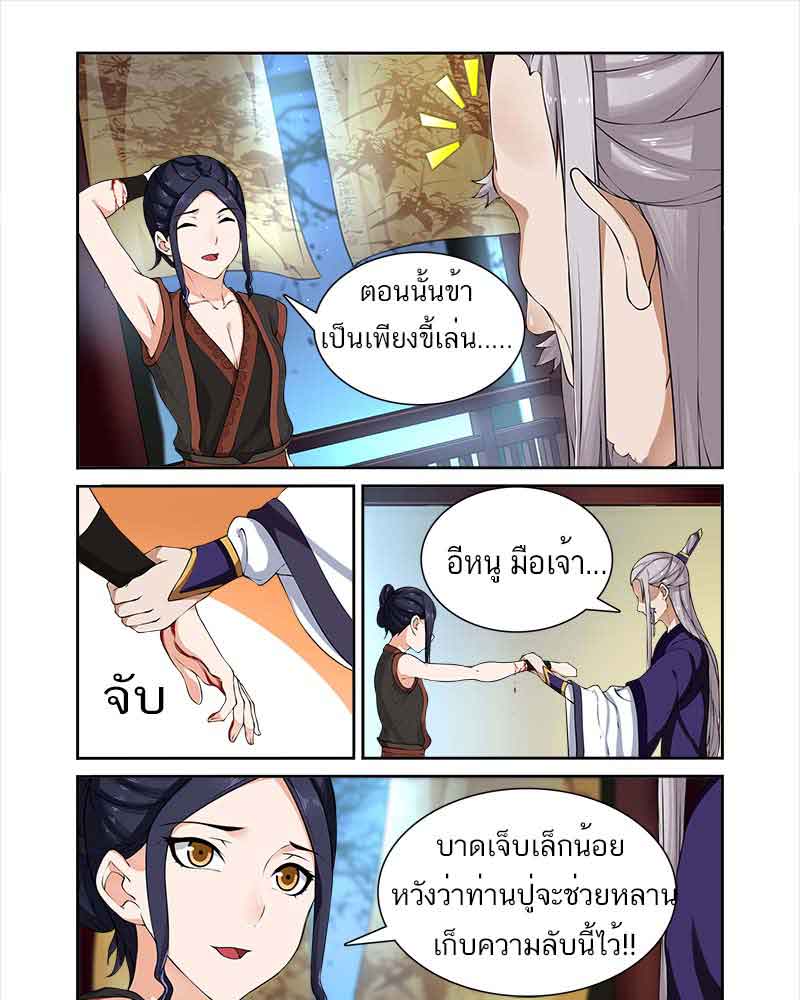 ตอนนั้นข้า
เป็นเพียงขี้เล่น.....
จับ
อีหนู มือเจ้า...
บาดเจ็บเล็กน้อย
หวังว่าท่านปู่จะช่วยหลาน
เก็บความลับนี้ไว้!!